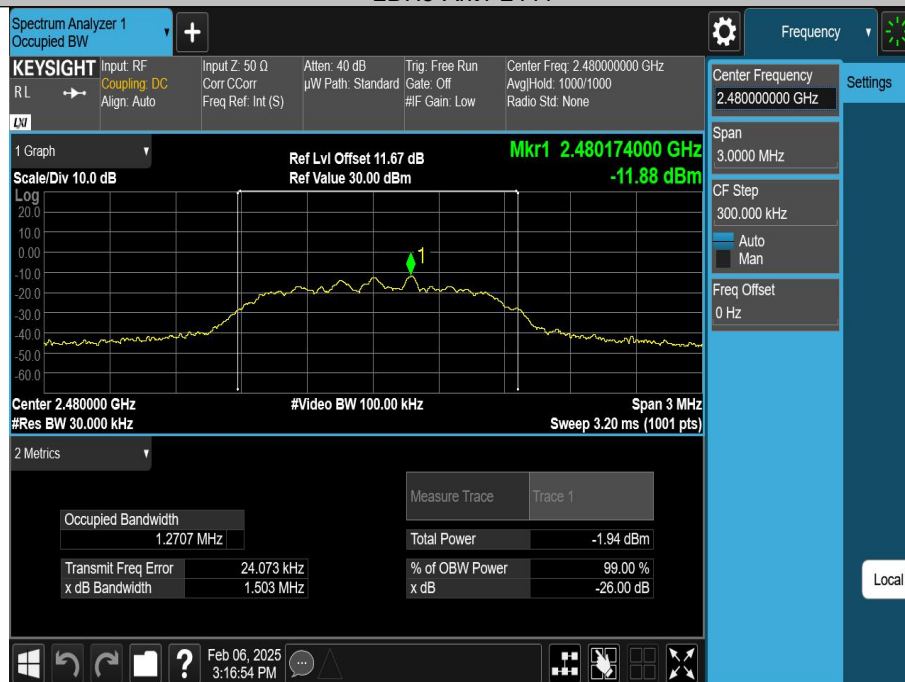 Spectrum Analyzer 1
Occupied BW
Frequency
KEYSIGHT
RL
LXI
Input: RF
Coupling: DC
Align: Auto
Input Z: 50 Ω
Corr CCorr
Freq Ref: Int (S)
Atten: 40 dB
µW Path: Standard
Trig: Free Run
Gate: Off
#IF Gain: Low
Center Freq: 2.480000000 GHz
Avg|Hold: 1000/1000
Radio Std: None
Center Frequency
2.480000000 GHz
Settings
Span
3.0000 MHz
CF Step
300.000 kHz
Auto
Man
Freq Offset
0 Hz
Local
1 Graph
Scale/Div 10.0 dB
Ref Lvl Offset 11.67 dB
Ref Value 30.00 dBm
Mkr1 2.480174000 GHz
-11.88 dBm
Log
20.0
10.0
0.00
-10.0
-20.0
-30.0
-40.0
-50.0
-60.0
1
Center 2.480000 GHz
#Res BW 30.000 kHz
#Video BW 100.00 kHz
Span 3 MHz
Sweep 3.20 ms (1001 pts)
2 Metrics
Measure Trace
Trace 1
Occupied Bandwidth
1.2707 MHz
Total Power
-1.94 dBm
Transmit Freq Error
24.073 kHz
% of OBW Power
99.00 %
x dB Bandwidth
1.503 MHz
x dB
-26.00 dB
?
Feb 06, 2025
3:16:54 PM